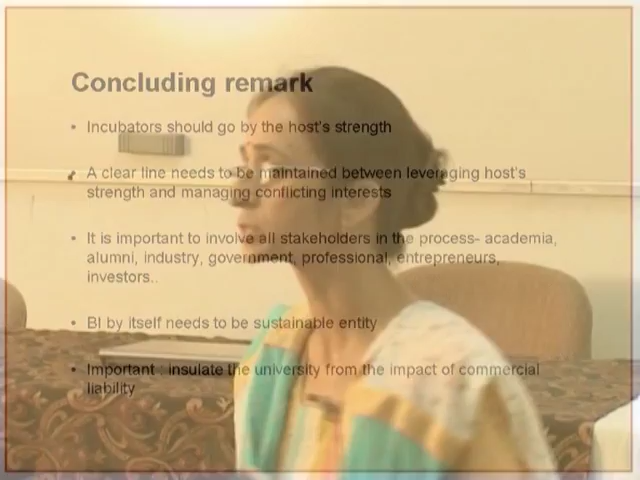 Concluding remark
• Incubators should go by the host's strength
• A clear line needs to be maintained between leveraging host's
strength and managing conflicting interests
• It is important to involve all stakeholders in the process- academia,
alumni, industry, government, professional, entrepreneurs,
investors..
• BI by itself needs to be sustainable entity
• Important : insulate the university from the impact of commercial
liability